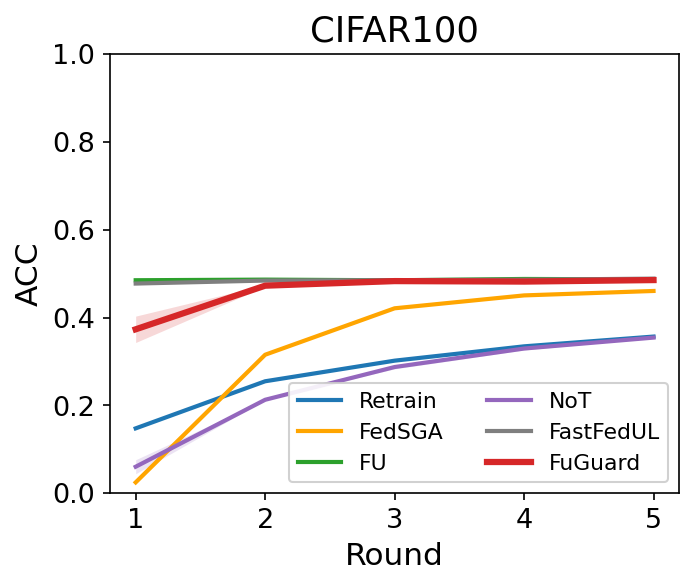 CIFAR100
1.0
0.8
0.6
0.4
0.2
0.0
ACC
Retrain
FedSGA
FU
NoT
FastFedUL
FuGuard
1 2 3 4 5
Round